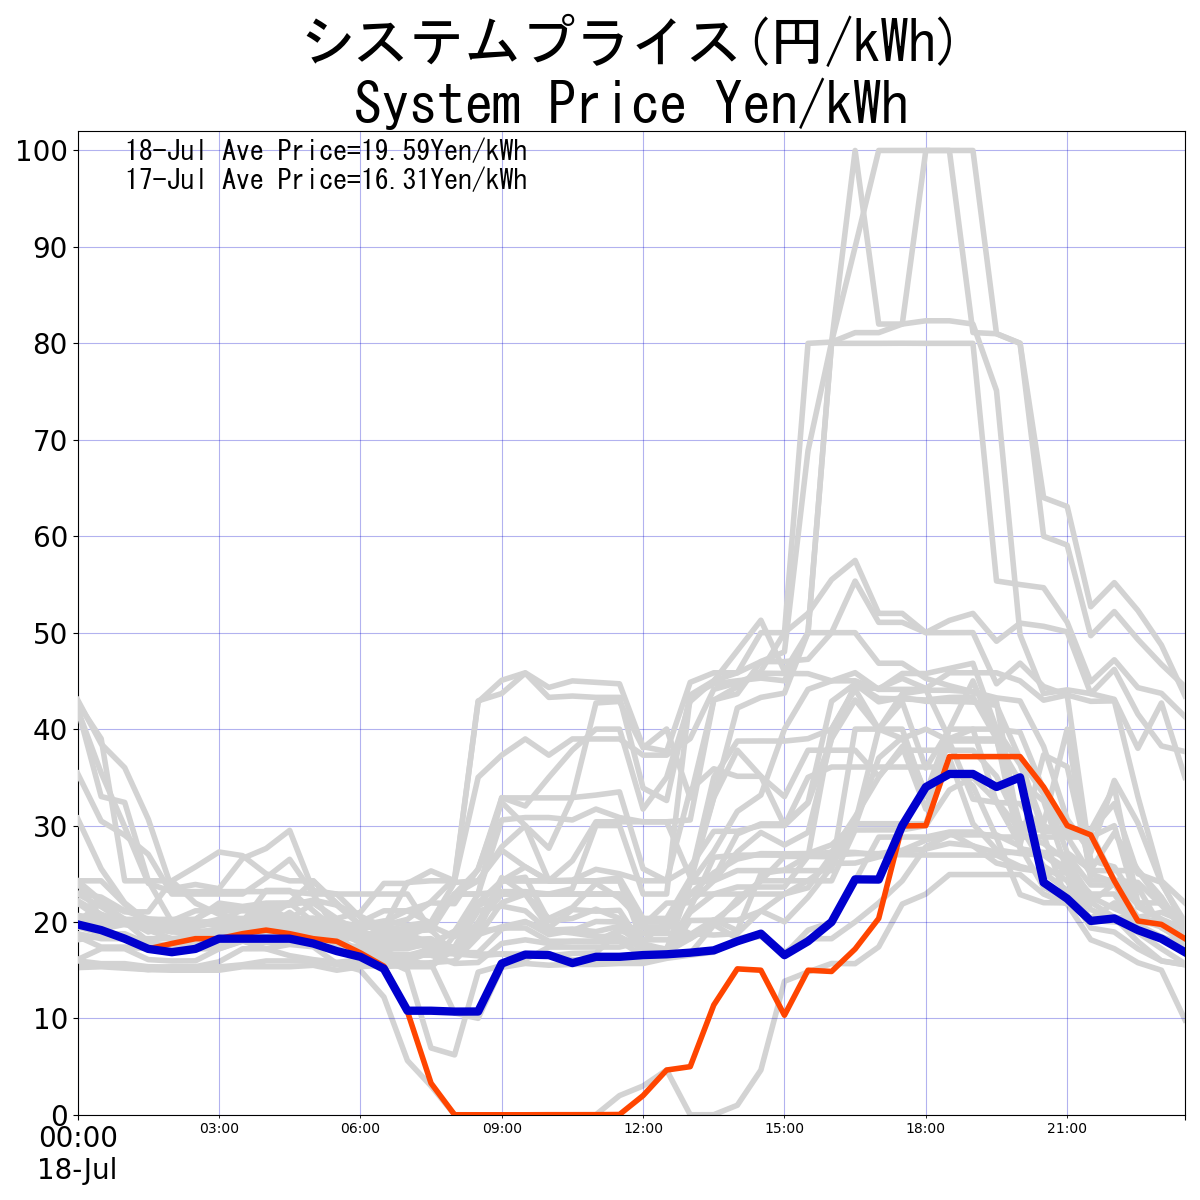 システムプライス(円/kWh)
System Price Yen/kWh
18-Jul Ave Price=19.59Yen/kWh
17-Jul Ave Price=16.31Yen/kWh
100
90
80
70
60
50
40
30
20
10
0
00:00 03:00 06:00 09:00 12:00 15:00 18:00 21:00
18-Jul